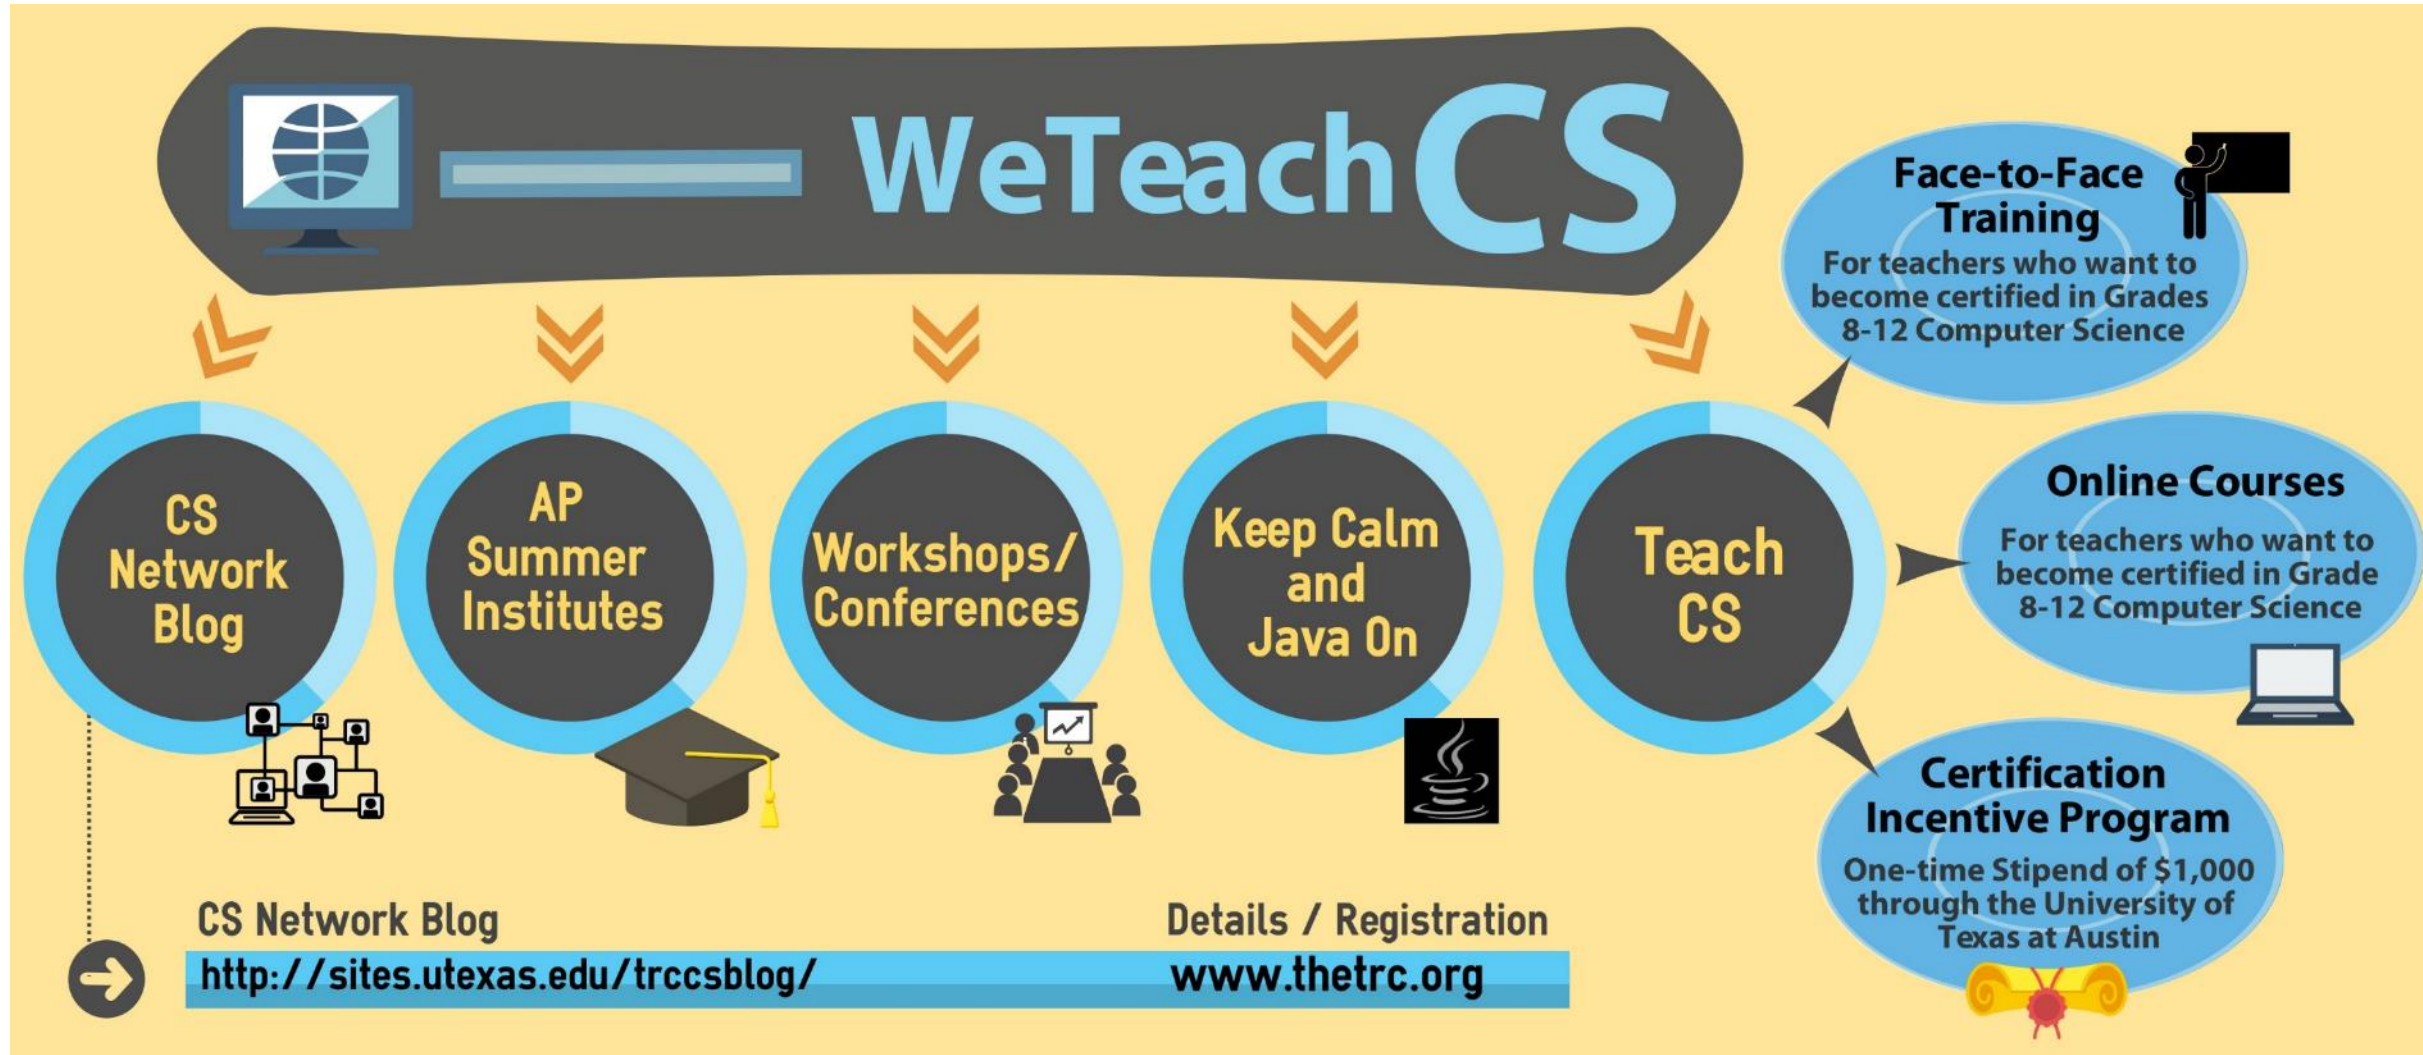 WeTeachCS
Face-to-Face
Training
For teachers who want to
become certified in Grades
8-12 Computer Science
CS
Network
Blog
AP
Summer
Institutes
Workshops/
Conferences
Keep Calm
and
Java On
Teach
CS
Online Courses
For teachers who want to
become certified in Grade
8-12 Computer Science
Certification
Incentive Program
One-time Stipend of $1,000
through the University of
Texas at Austin
CS Network Blog
http://sites.utexas.edu/trccsblog/
Details / Registration
www.thetrc.org